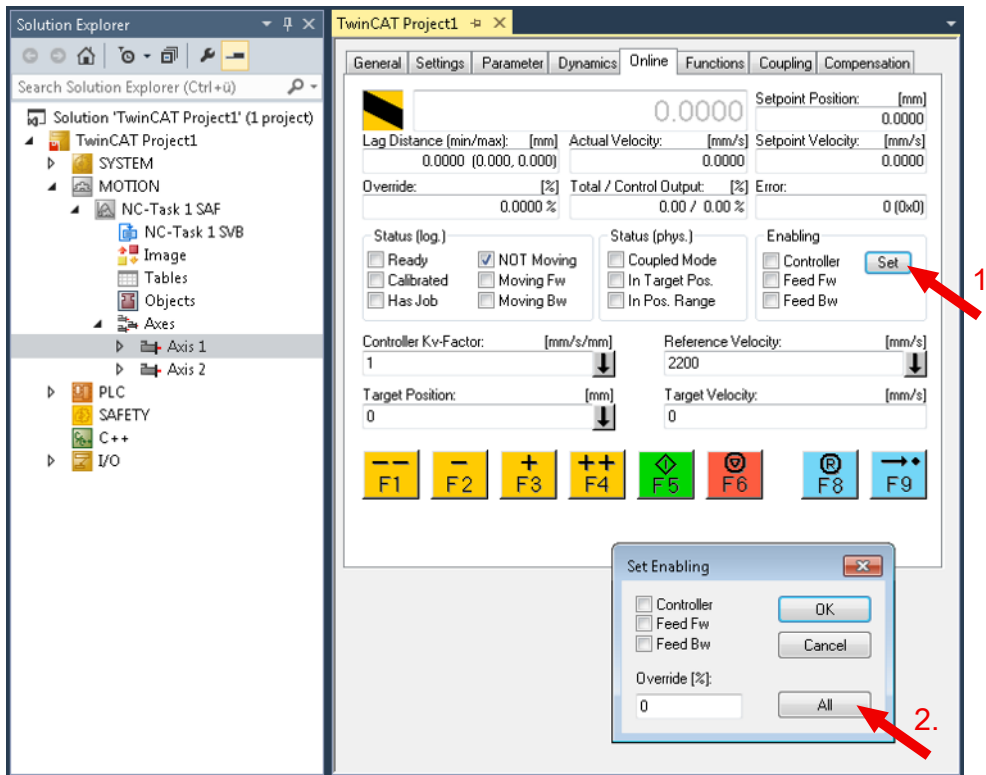 Solution Explorer
Search Solution Explorer (Ctrl+ü)
Solution 'TwinCAT Project1' (1 project)
TwinCAT Project1
SYSTEM
MOTION
NC-Task 1 SAF
NC-Task 1 SVB
Image
Tables
Objects
Axes
Axis 1
Axis 2
PLC
SAFETY
C++
I/O
TwinCAT Project1
General Settings Parameter Dynamics Online Functions Coupling Compensation
0.0000
Setpoint Position: [mm]
0.0000
Lag Distance (min/max): [mm] Actual Velocity: [mm/s] Setpoint Velocity: [mm/s]
0.0000 (0.000, 0.000) 0.0000 0.0000
Override: [%] Total / Control Output: [%] Error:
0.0000 % 0.00 / 0.00 % 0 (0x0)
Status (log.) Status (phys.) Enabling
Ready NOT Moving Coupled Mode Controller Set
Calibrated Moving Fw In Target Pos. Feed Fw
Has Job Moving Bw In Pos. Range Feed Bw
1
Controller Kv-Factor: [mm/s/mm] Reference Velocity: [mm/s]
1 2200
Target Position: [mm] Target Velocity: [mm/s]
0 0
-- - + ++ R
F1 F2 F3 F4 F5 F6 F8 F9
Set Enabling
Controller OK
Feed Fw
Feed Bw Cancel
Override [%]:
0 All
2.